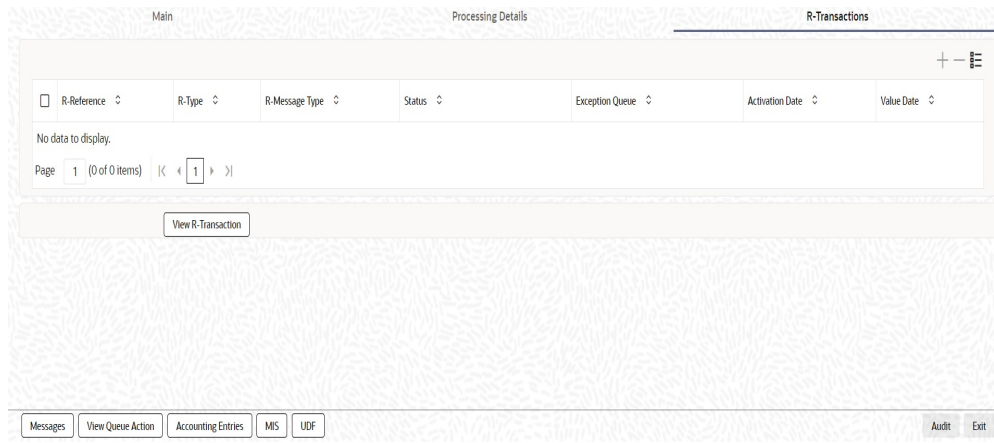 Main Processing Details R-Transactions
R-Reference R-Type R-Message Type Status Exception Queue Activation Date Value Date
No data to display.
Page 1 (0 of 0 items) 1
View R-Transaction
Messages View Queue Action Accounting Entries MIS UDF Audit Exit